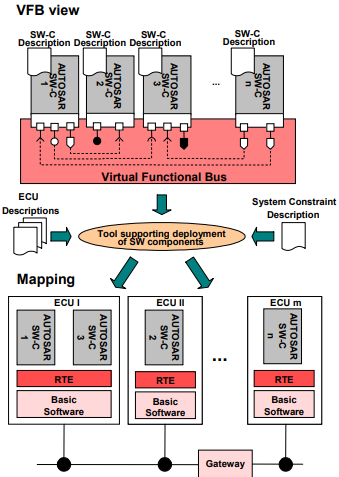 VFB view
SW-C
Description
SW-C
Description
SW-C
Description
SW-C
Description
AUTOSAR
SW-C
1
AUTOSAR
SW-C
2
AUTOSAR
SW-C
3
...
AUTOSAR
SW-C
n
Virtual Functional Bus
ECU
Descriptions
System Constraint
Description
Tool supporting deployment
of SW components
Mapping
ECU I
ECU II
ECU m
AUTOSAR
SW-C
1
AUTOSAR
SW-C
3
AUTOSAR
SW-C
2
...
AUTOSAR
SW-C
n
RTE
RTE
RTE
Basic
Software
Basic
Software
Basic
Software
Gateway